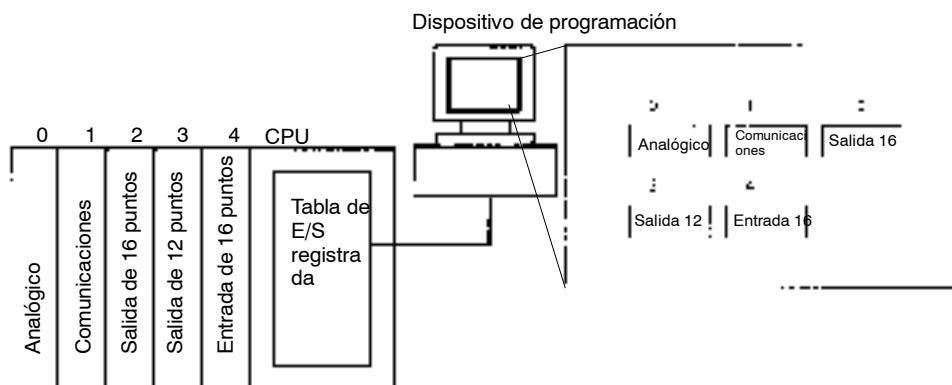 Dispositivo de programación
0 1 2 3 4 CPU
Analógico
Comunicaciones
Salida de 16 puntos
Salida de 12 puntos
Entrada de 16 puntos
Tabla de
E/S
registra
da
Analógico
Comunicaci
ones
Salida 16
Salida 12
Entrada 16